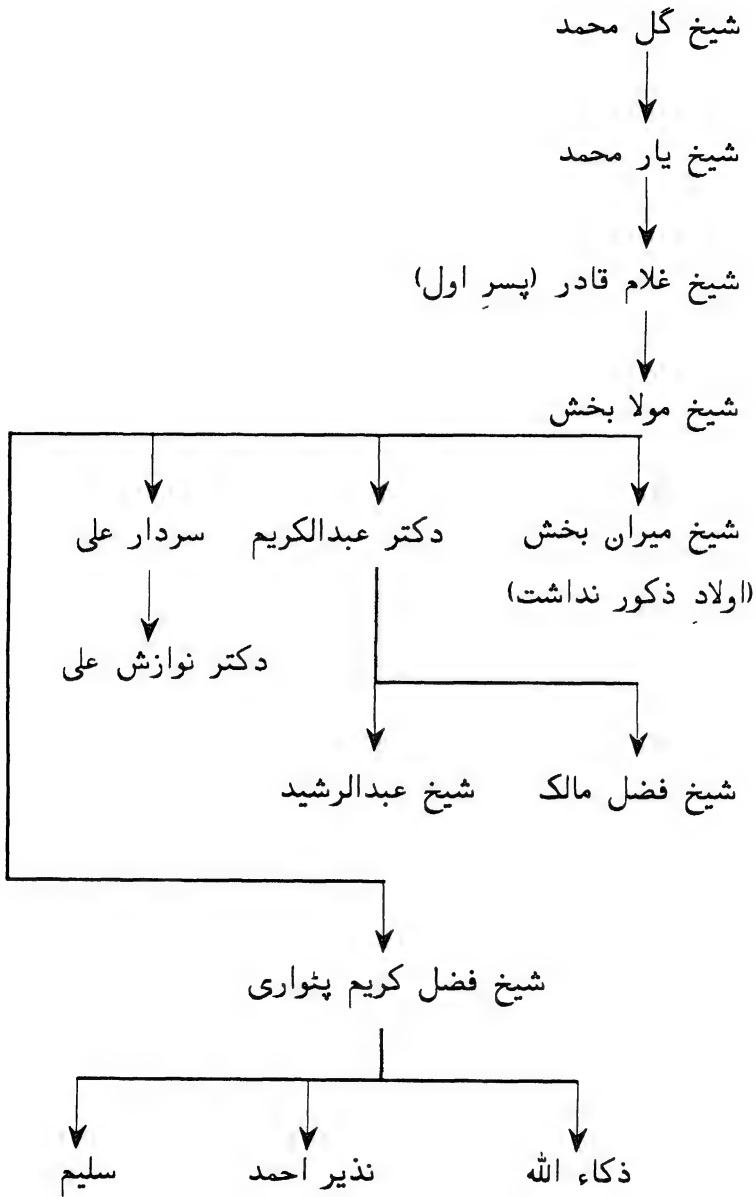 شیخ گل محمد
شیخ یار محمد
شیخ غلام قادر (پسرِ اول)
شیخ مولا بخش
شیخ میران بخش دکتر عبدالکریم سردار علی
(اولادِ ذکور نداشت)
دکتر نوازش علی
شیخ فضل مالک شیخ عبدالرشید
شیخ فضل کریم پٹواری
ذکاء الله نذیر احمد سلیم